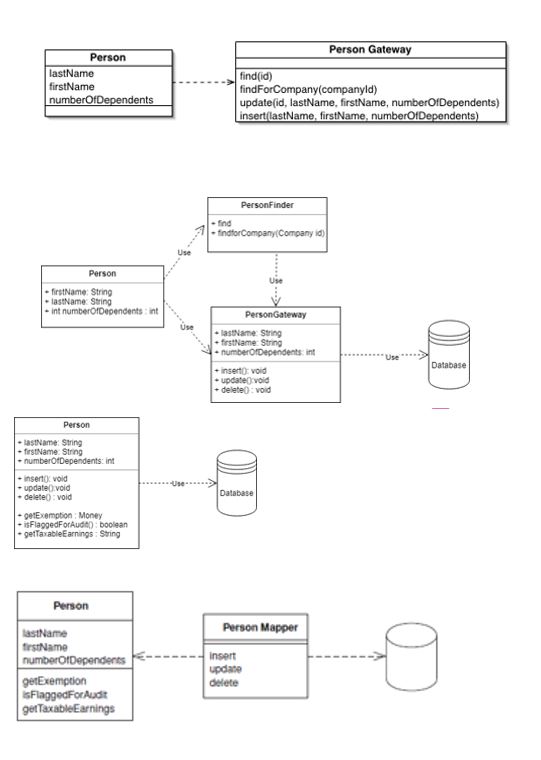 Person
lastName
firstName
numberOfDependents
Person Gateway
find(id)
findForCompany(companyId)
update(id, lastName, firstName, numberOfDependents)
insert(lastName, firstName, numberOfDependents)
PersonFinder
+ find
+ findforCompany(Company id)
Use
Use
Person
+ firstName: String
+ lastName: String
+ int numberOfDependents : int
Use
PersonGateway
+ lastName: String
+ firstName: String
+ numberOfDependents: int
+ insert(): void
+ update():void
+ delete() : void
Use
Database
Person
+ lastName: String
+ firstName: String
+ numberOfDependents: int
+ insert(): void
+ update():void
+ delete() : void
+ getExemption : Money
+ isFlaggedForAudit() : boolean
+ getTaxableEarnings : String
Use
Database
Person
lastName
firstName
numberOfDependents
getExemption
isFlaggedForAudit
getTaxableEarnings
Person Mapper
insert
update
delete